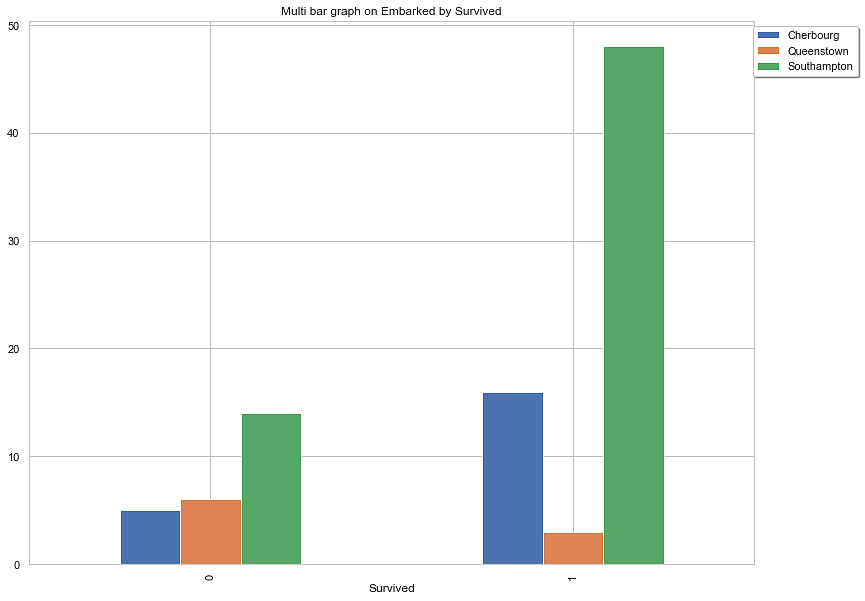 Multi bar graph on Embarked by Survived
Cherbourg
Queenstown
Southampton
50
40
30
20
10
0
0
1
Survived